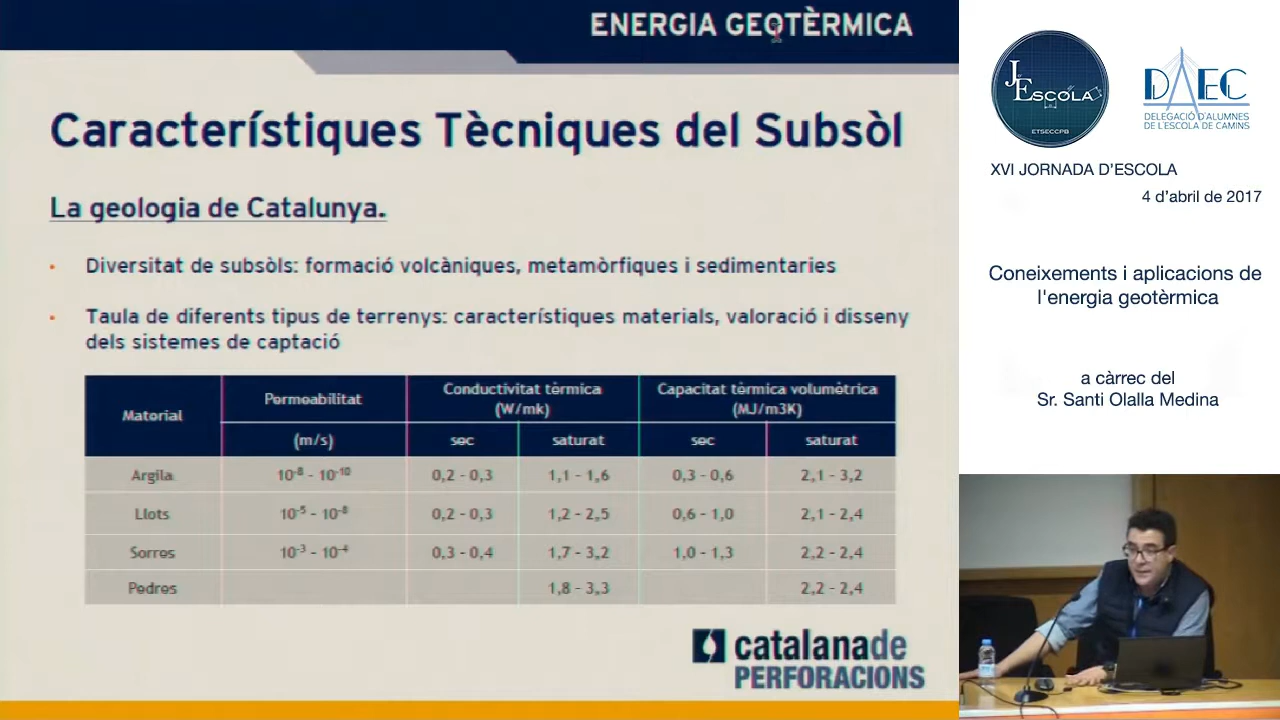 ENERGIA GEOTÈRMICA
Característiques Tècniques del Subsòl
La geologia de Catalunya.
• Diversitat de subsòls: formació volcàniques, metamòrfiques i sedimentaries
• Taula de diferents tipus de terrenys: característiques materials, valoració i disseny
dels sistemes de captació
Material Permeabilitat Conductivitat tèrmica Capacitat tèrmica volumètrica
(W/mk) (MJ/m3K)
(m/s) sec saturat sec saturat
Argila 10⁻⁸ - 10⁻¹⁰ 0,2 - 0,3 1,1 - 1,6 0,3 - 0,6 2,1 - 3,2
Llots 10⁻⁵ - 10⁻⁸ 0,2 - 0,3 1,2 - 2,5 0,6 - 1,0 2,1 - 2,4
Sorres 10⁻³ - 10⁻⁴ 0,3 - 0,4 1,7 - 3,2 1,0 - 1,3 2,2 - 2,4
Pedres 1,8 - 3,3 2,2 - 2,4
catalanade
PERFORACIONS
J ESCOLA
ETSECCPB
DAEC
DELEGACIÓ D'ALUMNES
DE L'ESCOLA DE CAMINS
XVI JORNADA D'ESCOLA
4 d'abril de 2017
Coneixements i aplicacions de
l'energia geotèrmica
a càrrec del
Sr. Santi Olalla Medina